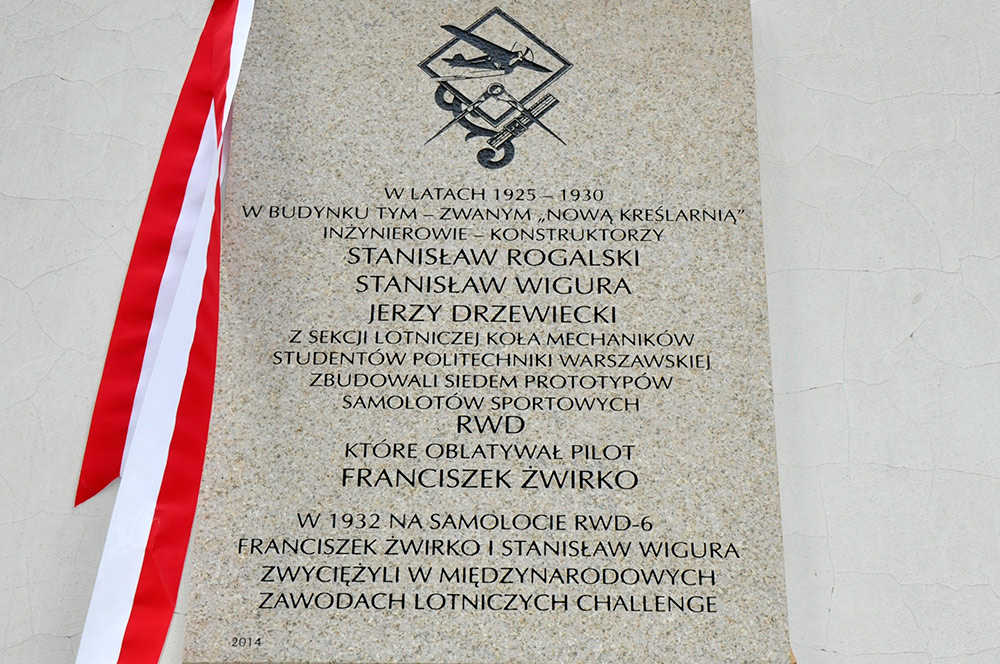 W LATACH 1925 – 1930
W BUDYNKU TYM – ZWANYM „NOWĄ KREŚLARNIĄ”
INŻYNIEROWIE – KONSTRUKTORZY
STANISŁAW ROGALSKI
STANISŁAW WIGURA
JERZY DRZEWIECKI
Z SEKCJI LOTNICZEJ KOŁA MECHANIKÓW
STUDENTÓW POLITECHNIKI WARSZAWSKIEJ
ZBUDOWALI SIEDEM PROTOTYPÓW
SAMOLOTÓW SPORTOWYCH
RWD
KTÓRE OBLATYWAŁ PILOT
FRANCISZEK ŻWIRKO
W 1932 NA SAMOLOCIE RWD-6
FRANCISZEK ŻWIRKO I STANISŁAW WIGURA
ZWYCIĘŻYLI W MIĘDZYNARODOWYCH
ZAWODACH LOTNICZYCH CHALLENGE
2014